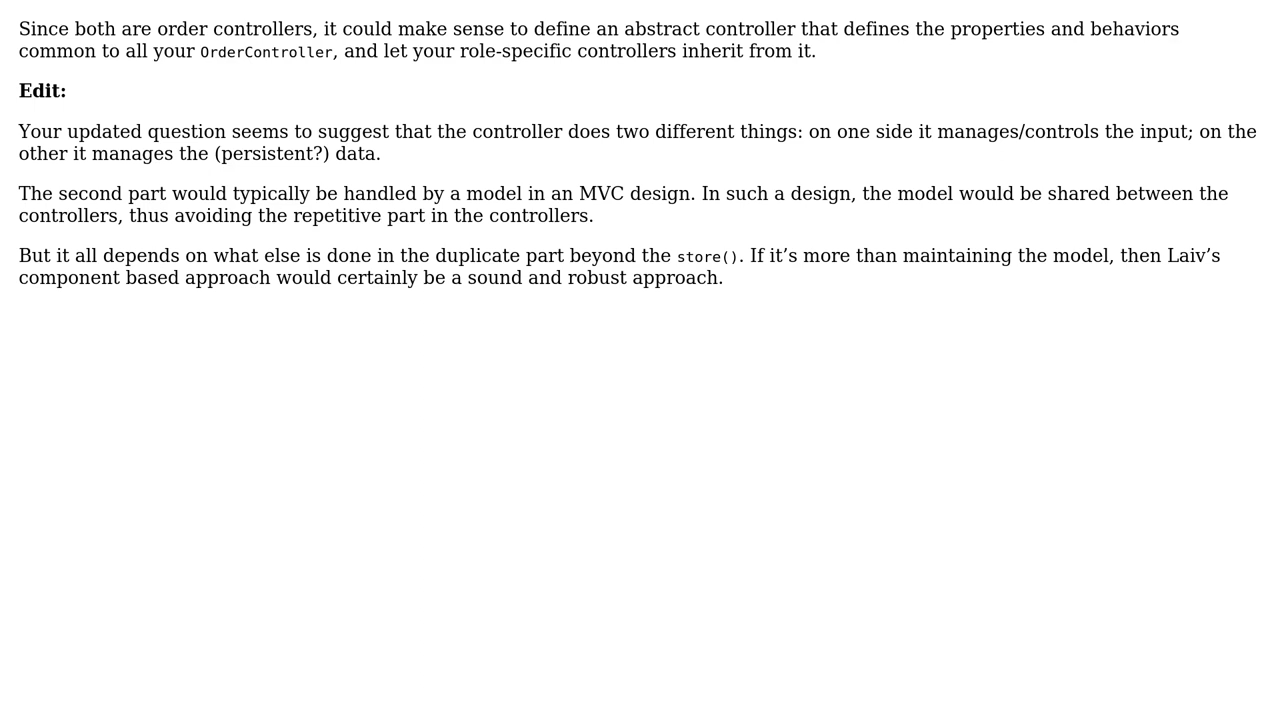 Since both are order controllers, it could make sense to define an abstract controller that defines the properties and behaviors
common to all your OrderController, and let your role-specific controllers inherit from it.
Edit:
Your updated question seems to suggest that the controller does two different things: on one side it manages/controls the input; on the
other it manages the (persistent?) data.
The second part would typically be handled by a model in an MVC design. In such a design, the model would be shared between the
controllers, thus avoiding the repetitive part in the controllers.
But it all depends on what else is done in the duplicate part beyond the store(). If it’s more than maintaining the model, then Laiv’s
component based approach would certainly be a sound and robust approach.